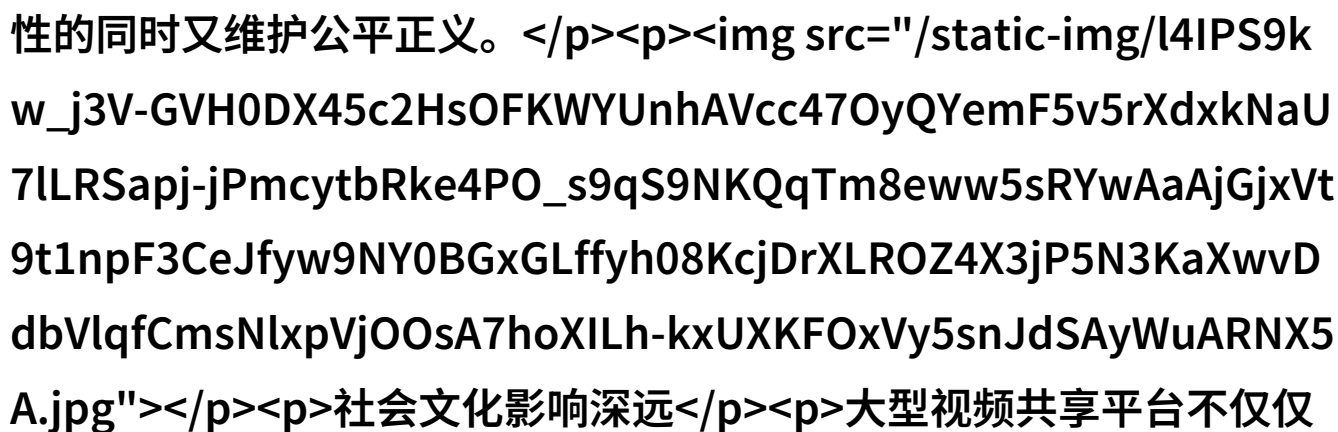 性的同时又维护公平正义。</p><p><img src="/static-img/l4IPS9k
w_j3V-GVH0DX45c2HsOFKWYUnhAVcc47OyQYemF5v5rXdxkNaU
7lLRSapj-jPmcytbRke4PO_s9qS9NKQqTm8eww5sRYwAaAjGjxVt
9t1npF3CeJfyw9NY0BGxGLffyh08KcjDrXLROZ4X3jP5N3KaXwvD
dbVlqfCmsNlxpVjOOsA7hoXILh-kxUXKFOxVy5snJdSAyWuARNX5
A.jpg"></p><p>社会文化影响深远</p><p>大型视频共享平台不仅仅